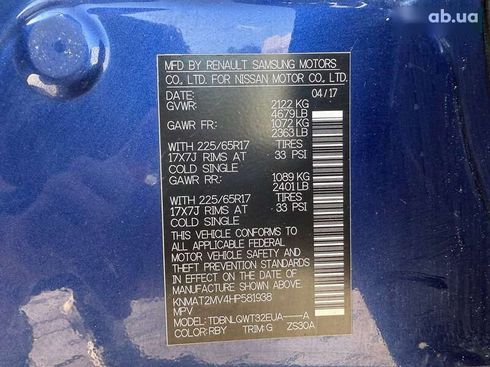 ab.ua
MFD BY RENAULT SAMSUNG MOTORS
CO., LTD. FOR NISSAN MOTOR CO., LTD.
DATE: 04/17
GVWR: 2122 KG
4679LB
GAWR FR: 1072 KG
2363LB
WITH 225/65R17 TIRES
17X7J RIMS AT 33 PSI
COLD SINGLE
GAWR RR: 1089 KG
2401LB
WITH 225/65R17 TIRES
17X7J RIMS AT 33 PSI
COLD SINGLE
THIS VEHICLE CONFORMS TO
ALL APPLICABLE FEDERAL
MOTOR VEHICLE SAFETY AND
THEFT PREVENTION STANDARDS
IN EFFECT ON THE DATE OF
MANUFACTURE SHOWN ABOVE.
KNMAT2MV4HP581938
MPV
MODEL: TDBNLQWT32EUA----A
COLOR: RBY TRIM: G ZS30A